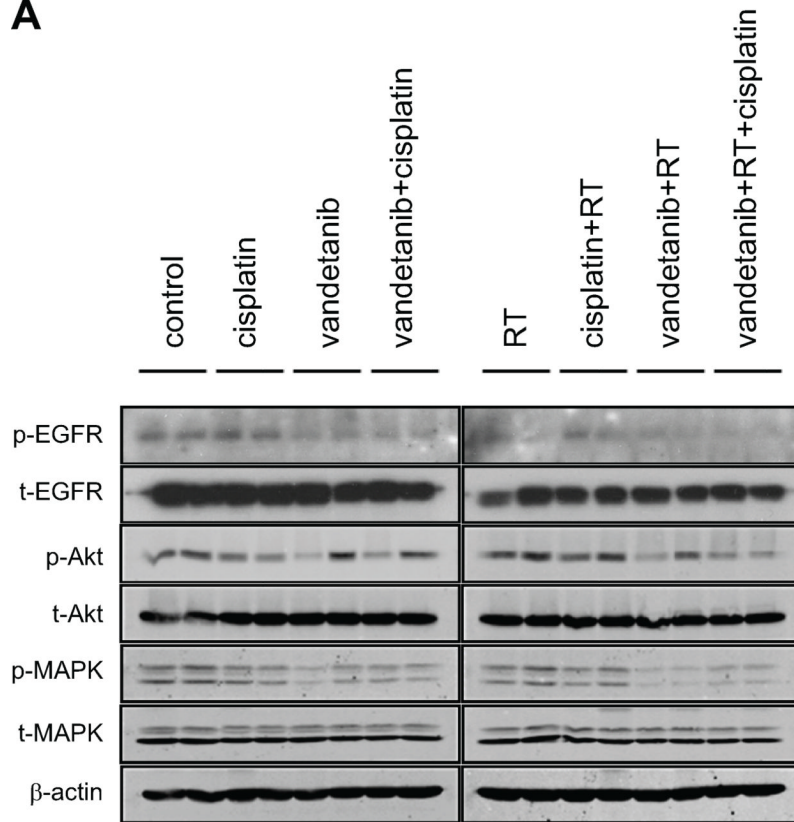 A
control
cisplatin
vandetanib
vandetanib+cisplatin
RT
cisplatin+RT
vandetanib+RT
vandetanib+RT+cisplatin
p-EGFR
t-EGFR
p-Akt
t-Akt
p-MAPK
t-MAPK
β-actin